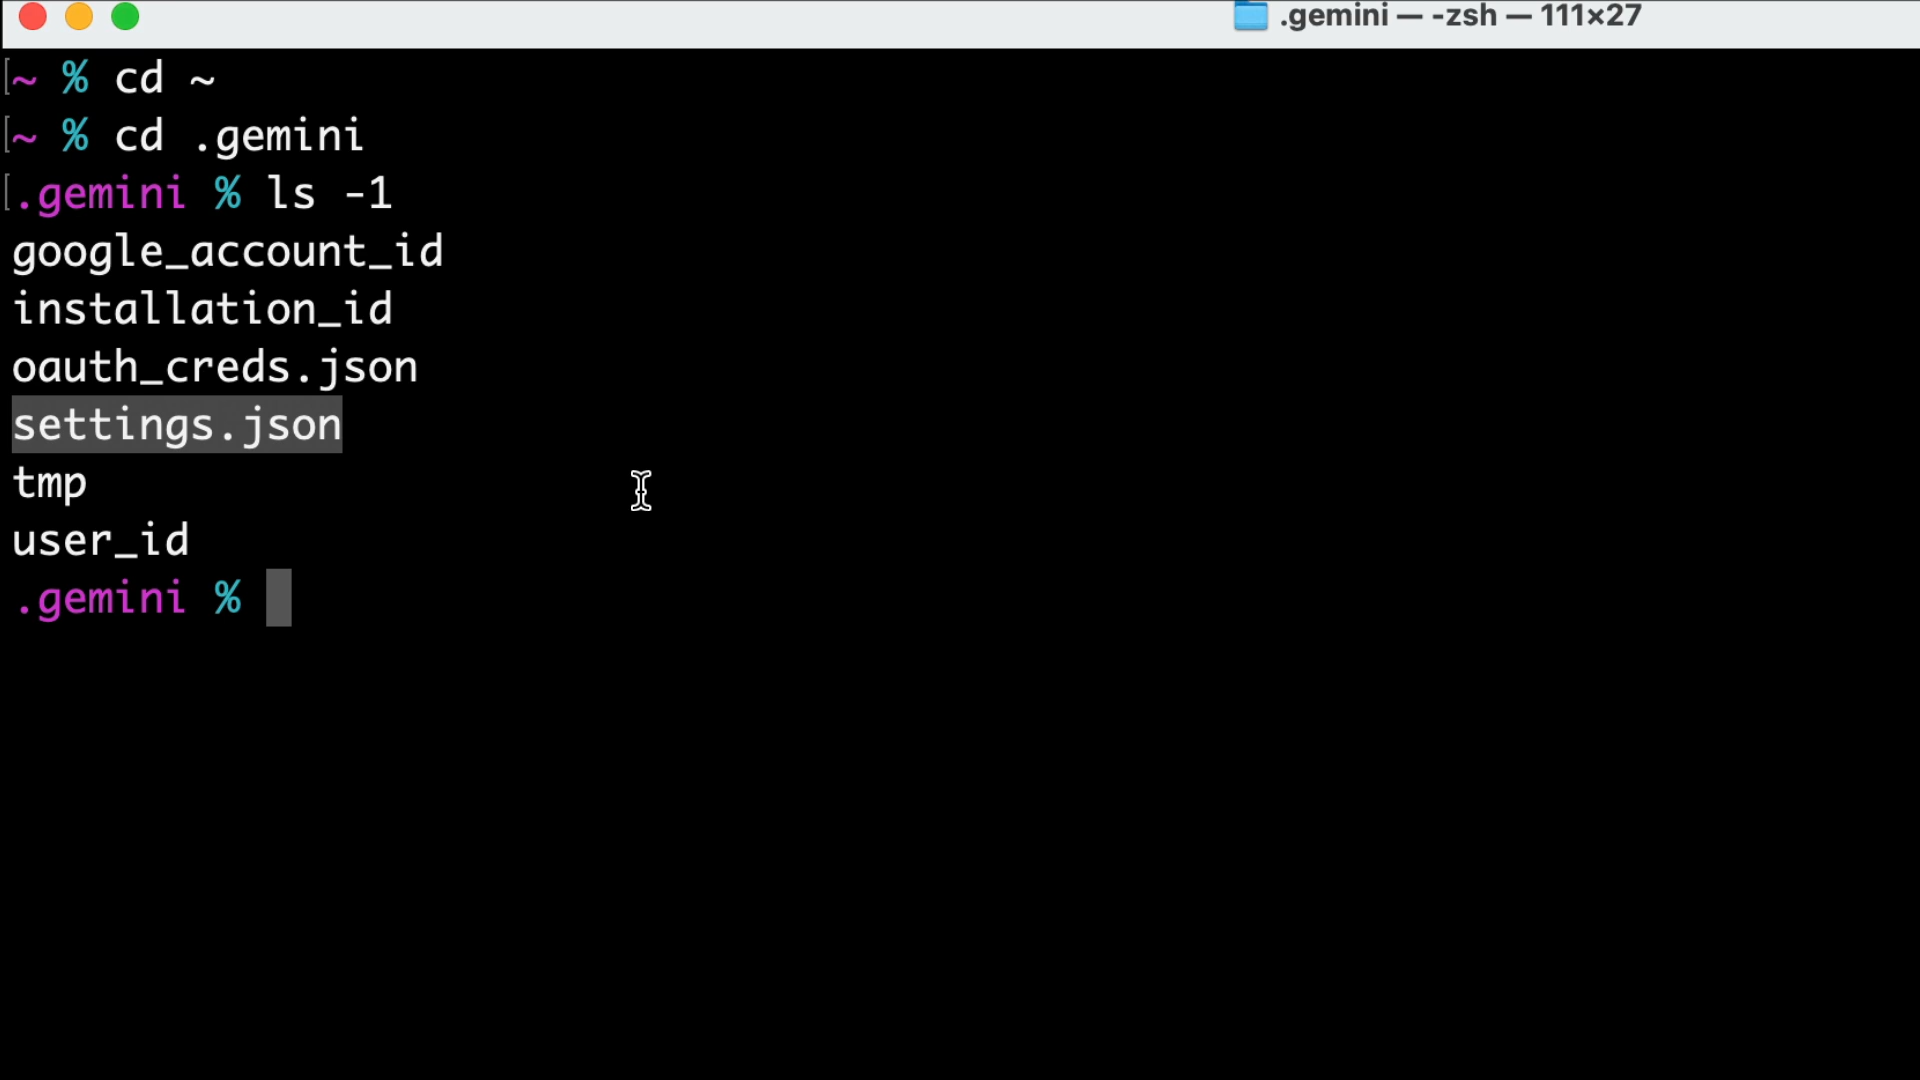 .gemini — -zsh — 111×27
[~ % cd ~
[~ % cd .gemini
[.gemini % ls -1
google_account_id
installation_id
oauth_creds.json
settings.json
tmp
user_id
.gemini %